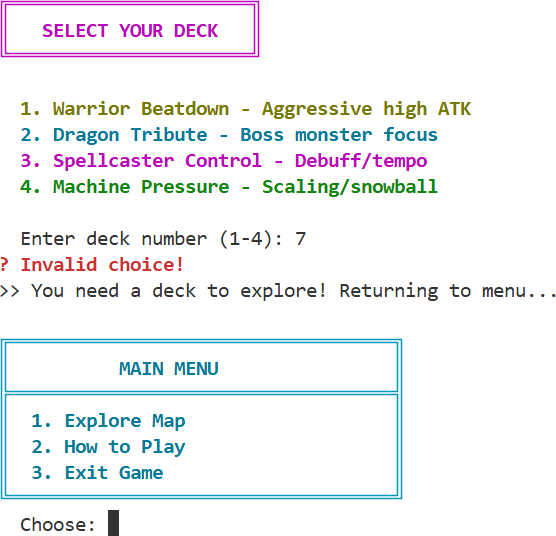 SELECT YOUR DECK
1. Warrior Beatdown - Aggressive high ATK
2. Dragon Tribute - Boss monster focus
3. Spellcaster Control - Debuff/tempo
4. Machine Pressure - Scaling/snowball
Enter deck number (1-4): 7
? Invalid choice!
>> You need a deck to explore! Returning to menu...
MAIN MENU
1. Explore Map
2. How to Play
3. Exit Game
Choose: